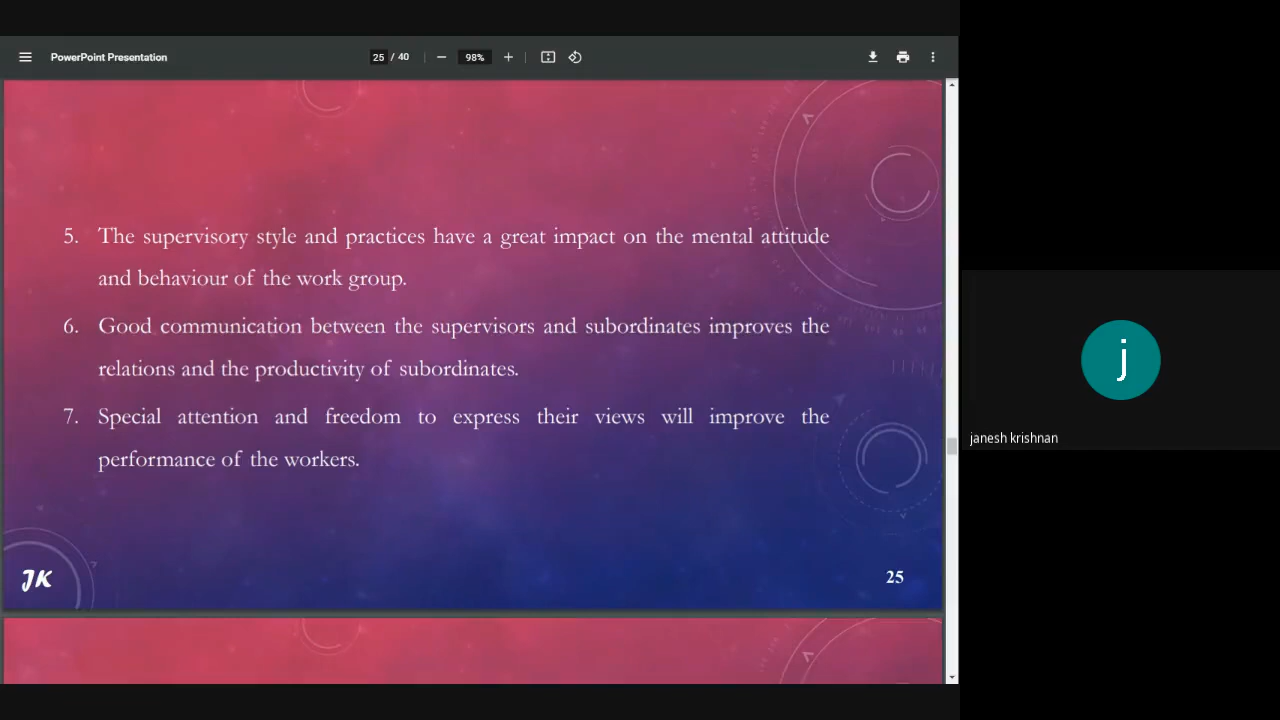 PowerPoint Presentation
25 / 40
98%
5. The supervisory style and practices have a great impact on the mental attitude
and behaviour of the work group.
6. Good communication between the supervisors and subordinates improves the
relations and the productivity of subordinates.
7. Special attention and freedom to express their views will improve the
performance of the workers.
JK
25
j
janesh krishnan